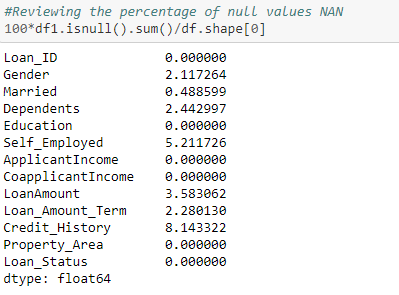 #Reviewing the percentage of null values NAN
100*df1.isnull().sum()/df.shape[0]
Loan_ID 0.000000
Gender 2.117264
Married 0.488599
Dependents 2.442997
Education 0.000000
Self_Employed 5.211726
ApplicantIncome 0.000000
CoapplicantIncome 0.000000
LoanAmount 3.583062
Loan_Amount_Term 2.280130
Credit_History 8.143322
Property_Area 0.000000
Loan_Status 0.000000
dtype: float64